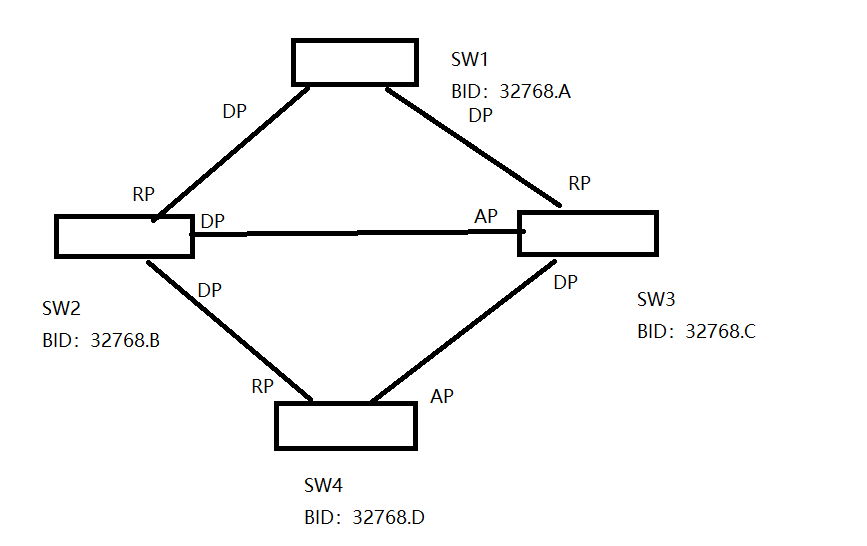 SW1
BID：32768.A
DP
DP
RP
RP
DP
AP
DP
DP
SW2
BID：32768.B
SW3
BID：32768.C
RP
AP
SW4
BID：32768.D